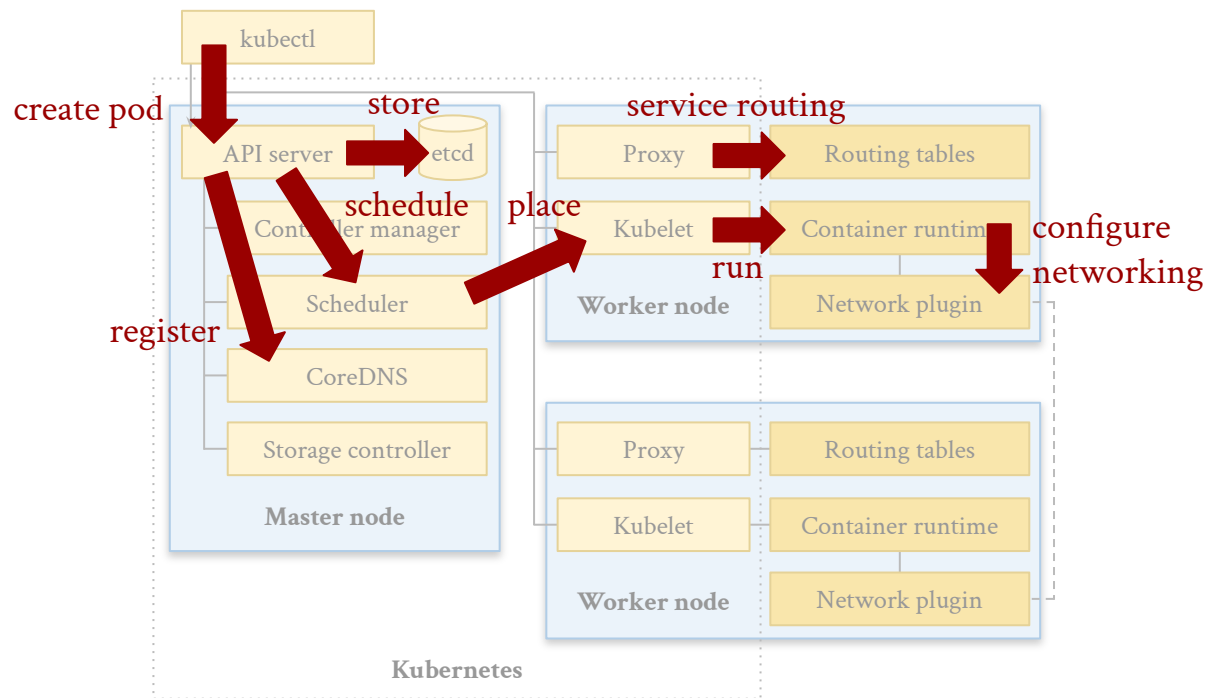 kubectl
create pod
store
service routing
API server
etcd
Proxy
Routing tables
schedule
place
Controller manager
Kubelet
Container runtime
configure
networking
run
Scheduler
Worker node
Network plugin
register
CoreDNS
Storage controller
Master node
Proxy
Routing tables
Kubelet
Container runtime
Worker node
Network plugin
Kubernetes